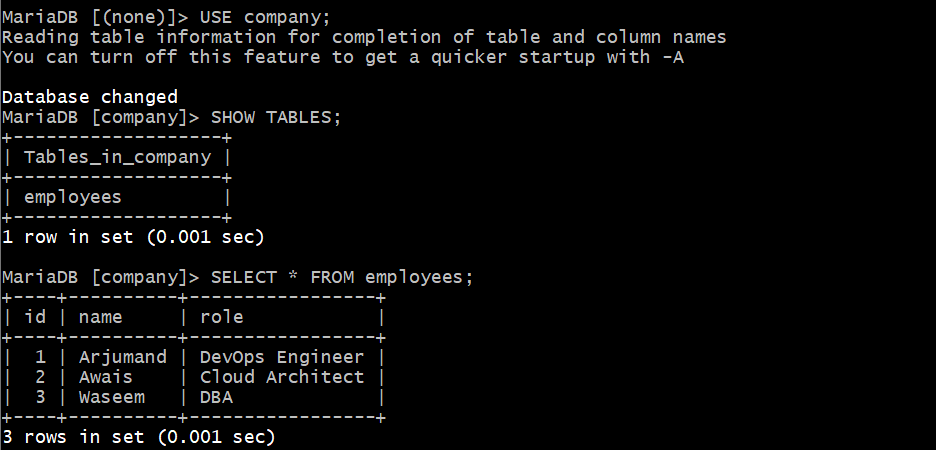 MariaDB [(none)]> USE company;
Reading table information for completion of table and column names
You can turn off this feature to get a quicker startup with -A

Database changed
MariaDB [company]> SHOW TABLES;
+-------------------+
| Tables_in_company |
+-------------------+
| employees         |
+-------------------+
1 row in set (0.001 sec)

MariaDB [company]> SELECT * FROM employees;
+----+----------+-----------------+
| id | name     | role            |
+----+----------+-----------------+
|  1 | Arjumand | DevOps Engineer |
|  2 | Awais    | Cloud Architect |
|  3 | Waseem   | DBA             |
+----+----------+-----------------+
3 rows in set (0.001 sec)